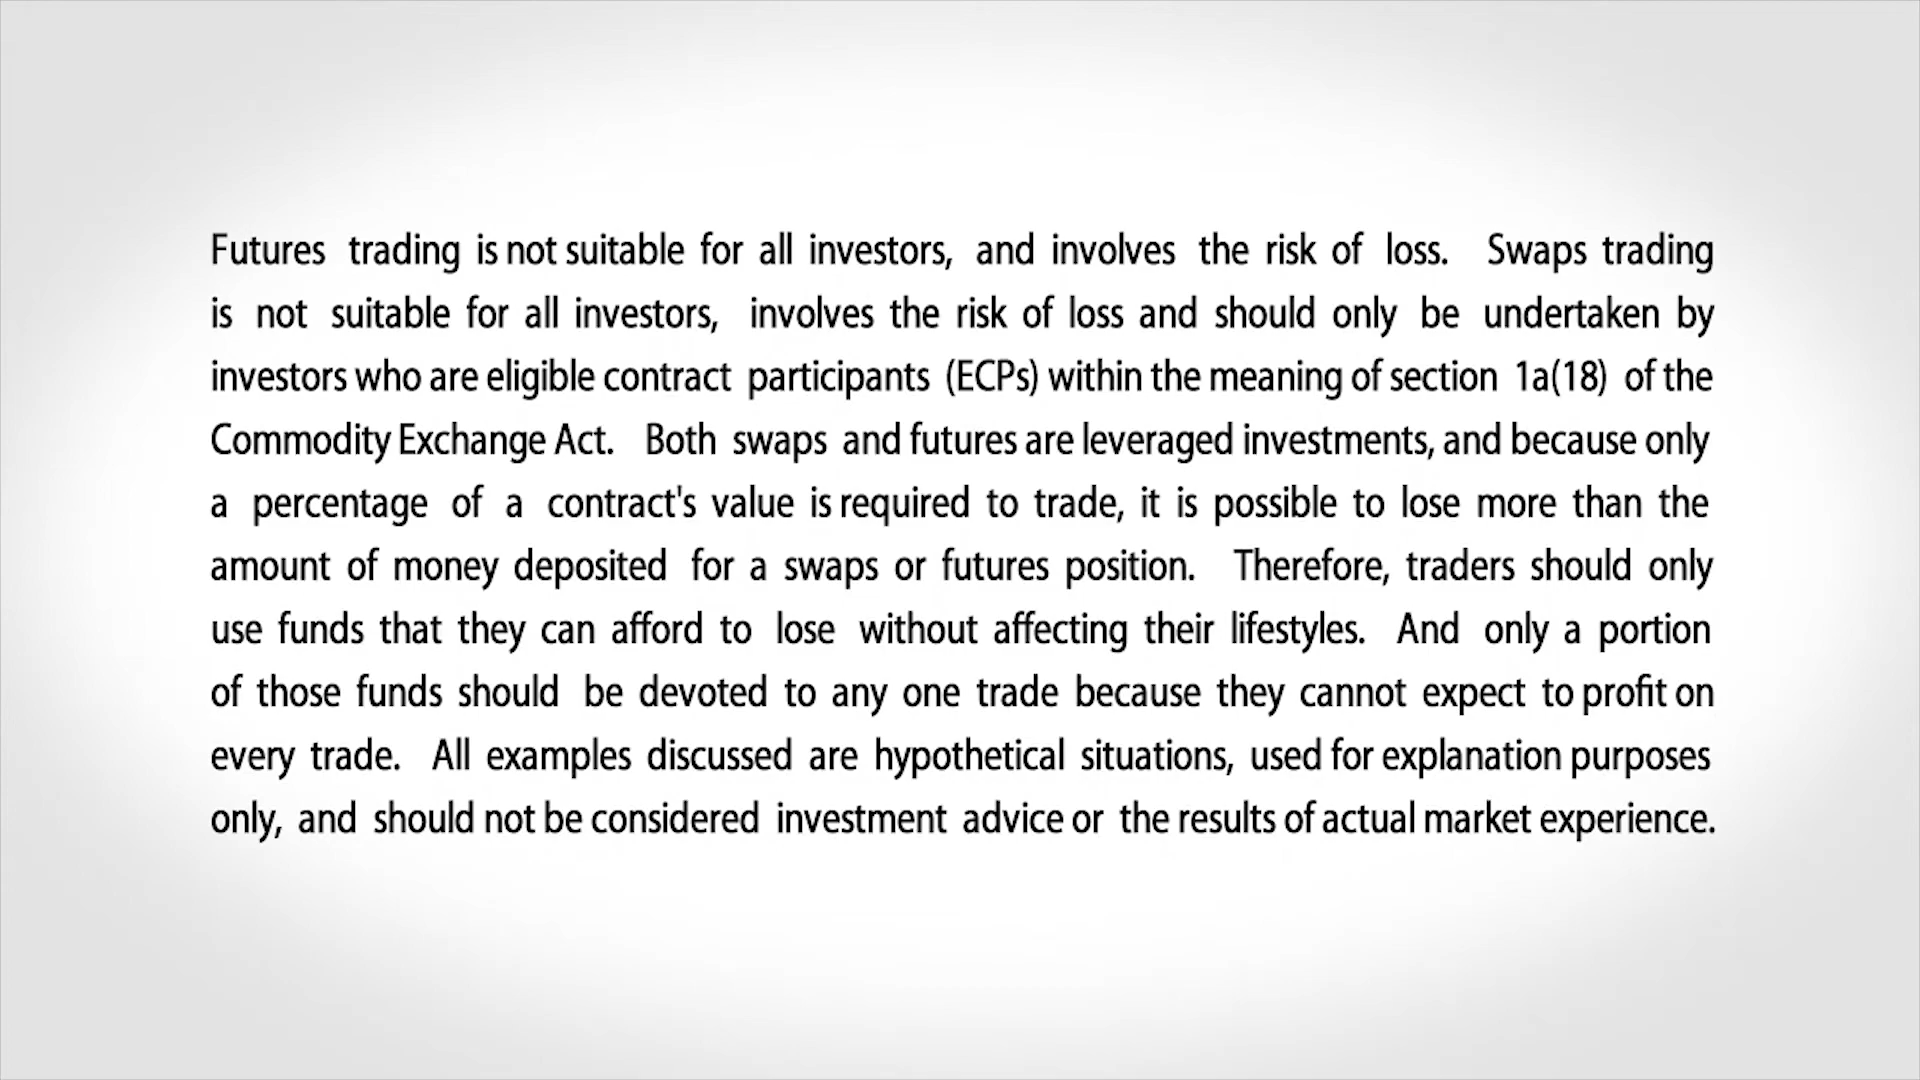 Futures trading is not suitable for all investors, and involves the risk of loss. Swaps trading
is not suitable for all investors, involves the risk of loss and should only be undertaken by
investors who are eligible contract participants (ECPs) within the meaning of section 1a(18) of the
Commodity Exchange Act. Both swaps and futures are leveraged investments, and because only
a percentage of a contract's value is required to trade, it is possible to lose more than the
amount of money deposited for a swaps or futures position. Therefore, traders should only
use funds that they can afford to lose without affecting their lifestyles. And only a portion
of those funds should be devoted to any one trade because they cannot expect to profit on
every trade. All examples discussed are hypothetical situations, used for explanation purposes
only, and should not be considered investment advice or the results of actual market experience.